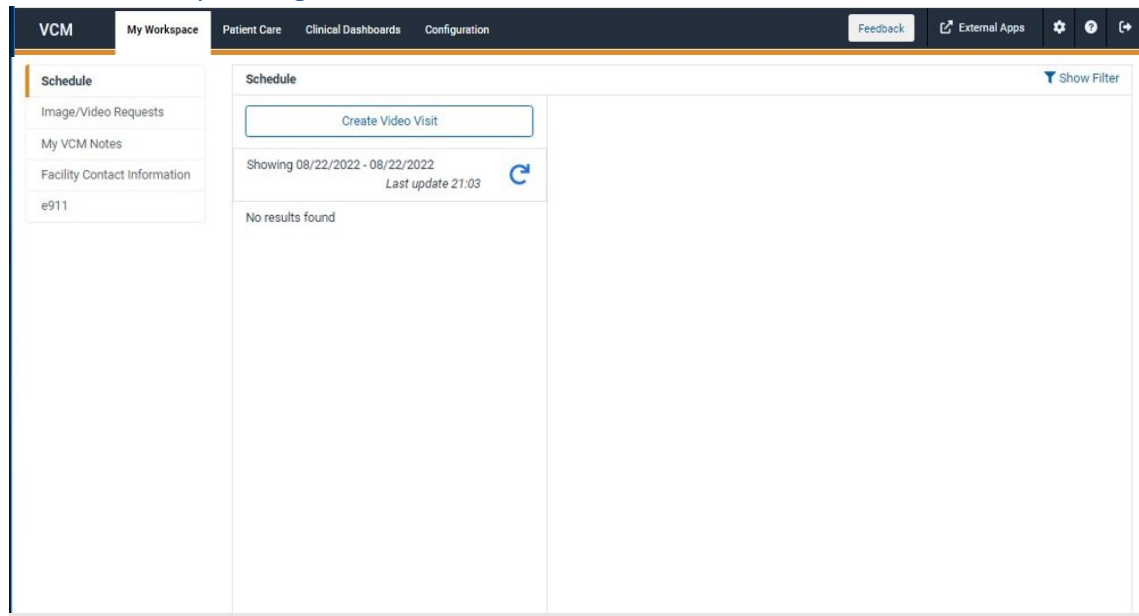 VCM My Workspace Patient Care Clinical Dashboards Configuration Feedback External Apps
Schedule
Image/Video Requests
My VCM Notes
Facility Contact Information
e911
Schedule Show Filter
Create Video Visit
Showing 08/22/2022 - 08/22/2022
Last update 21:03
No results found